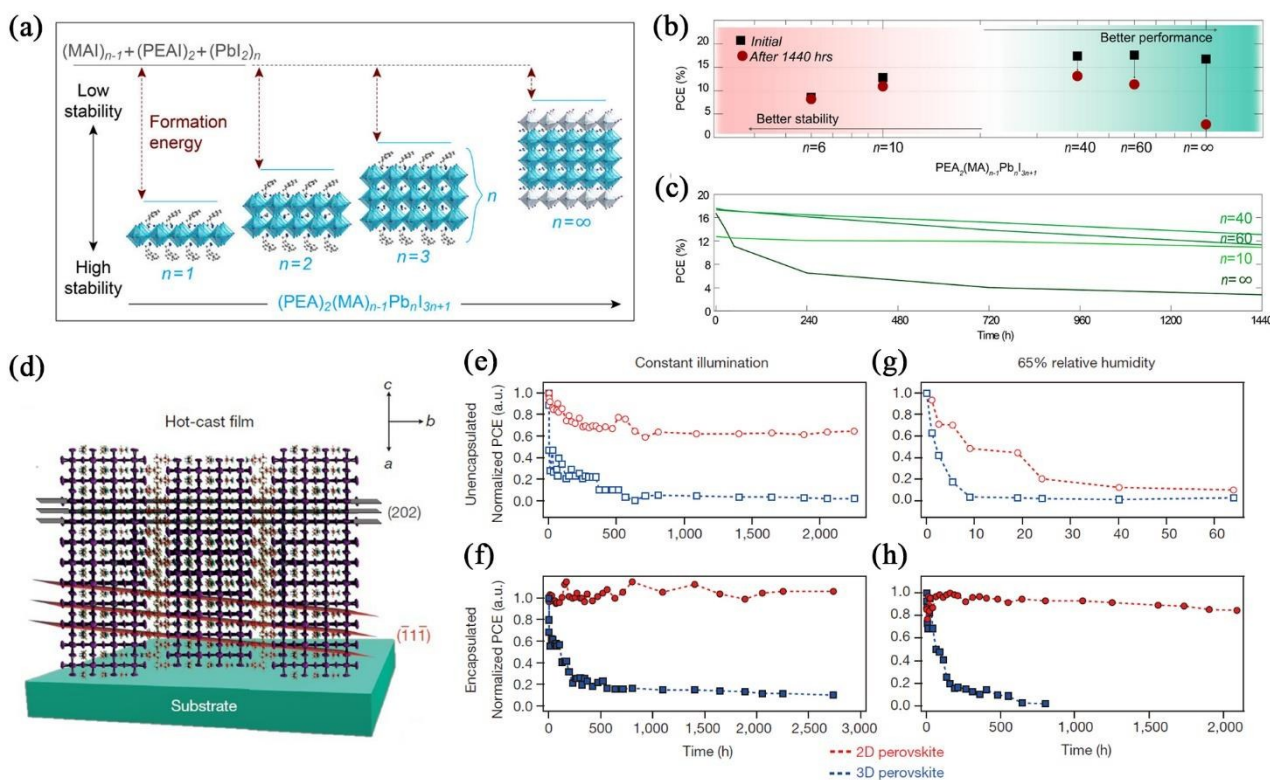 (a)
(MAI)n-1+(PEAI)2+(PbI2)n
Low
stability
Formation
energy
High
stability
n=1
n=2
n=3
n
n=∞
(PEA)2(MA)n-1PbnI3n+1
(b)
Initial
After 1440 hrs
Better performance
Better stability
PCE (%)
20
15
10
5
0
n=6
n=10
n=40
n=60
n=∞
PEA2(MA)n-1PbnI3n+1
(c)
PCE (%)
20
16
12
8
4
0
n=40
n=60
n=10
n=∞
0
240
480
720
960
1200
1440
Time (h)
(d)
Hot-cast film
c
b
a
(202)
(1̄11̄)
Substrate
(e)
Constant illumination
Unencapsulated
Normalized PCE (a.u.)
1.0
0.8
0.6
0.4
0.2
0.0
0
500
1,000
1,500
2,000
(g)
65% relative humidity
1.0
0.8
0.6
0.4
0.2
0.0
0
10
20
30
40
50
60
(f)
Encapsulated
Normalized PCE (a.u.)
1.0
0.8
0.6
0.4
0.2
0.0
0
500
1,000
1,500
2,000
2,500
3,000
Time (h)
(h)
1.0
0.8
0.6
0.4
0.2
0.0
0
500
1,000
1,500
2,000
Time (h)
2D perovskite
3D perovskite